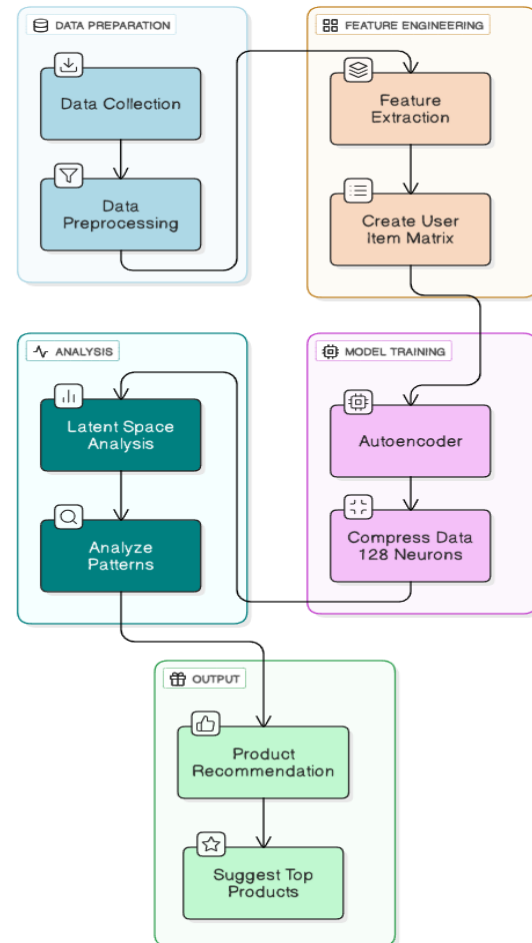 DATA PREPARATION
Data Collection
Data
Preprocessing
FEATURE ENGINEERING
Feature
Extraction
Create User
Item Matrix
MODEL TRAINING
Autoencoder
Compress Data
128 Neurons
ANALYSIS
Latent Space
Analysis
Analyze
Patterns
OUTPUT
Product
Recommendation
Suggest Top
Products